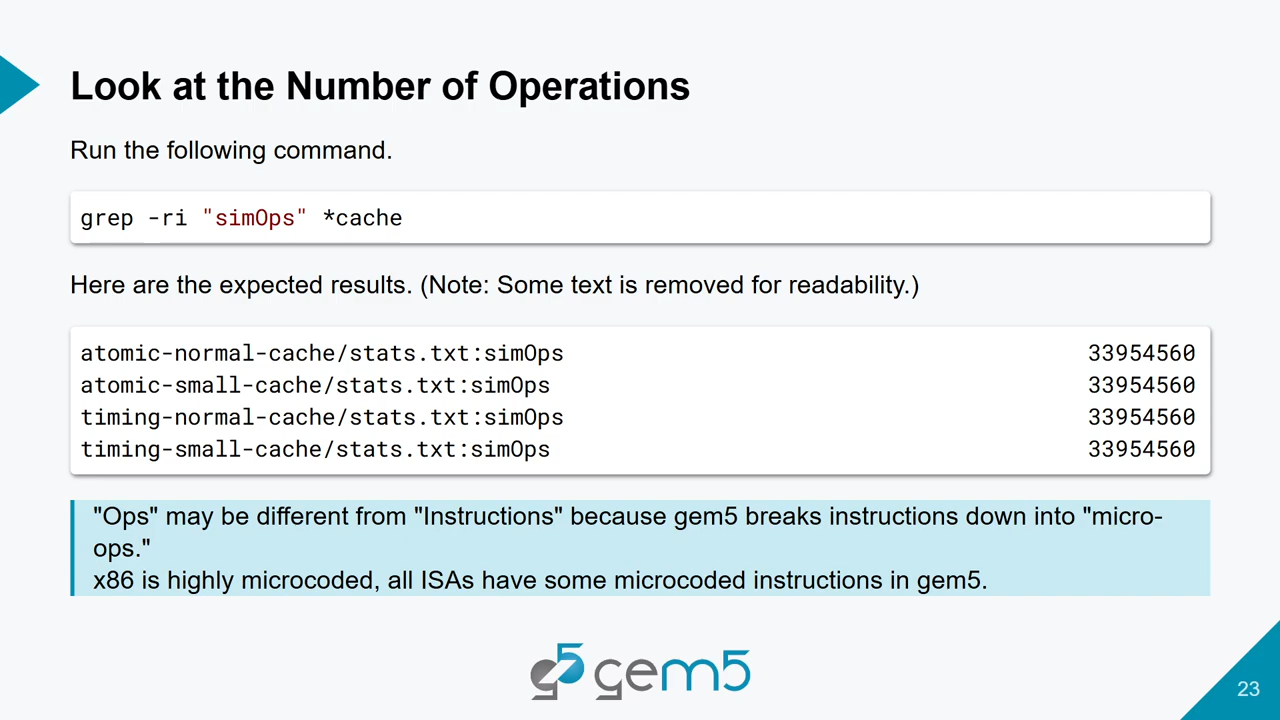 Look at the Number of Operations
Run the following command.
grep -ri "simOps" *cache
Here are the expected results. (Note: Some text is removed for readability.)
atomic-normal-cache/stats.txt:simOps 33954560
atomic-small-cache/stats.txt:simOps 33954560
timing-normal-cache/stats.txt:simOps 33954560
timing-small-cache/stats.txt:simOps 33954560
"Ops" may be different from "Instructions" because gem5 breaks instructions down into "micro-
ops."
x86 is highly microcoded, all ISAs have some microcoded instructions in gem5.
g5 gem5
23